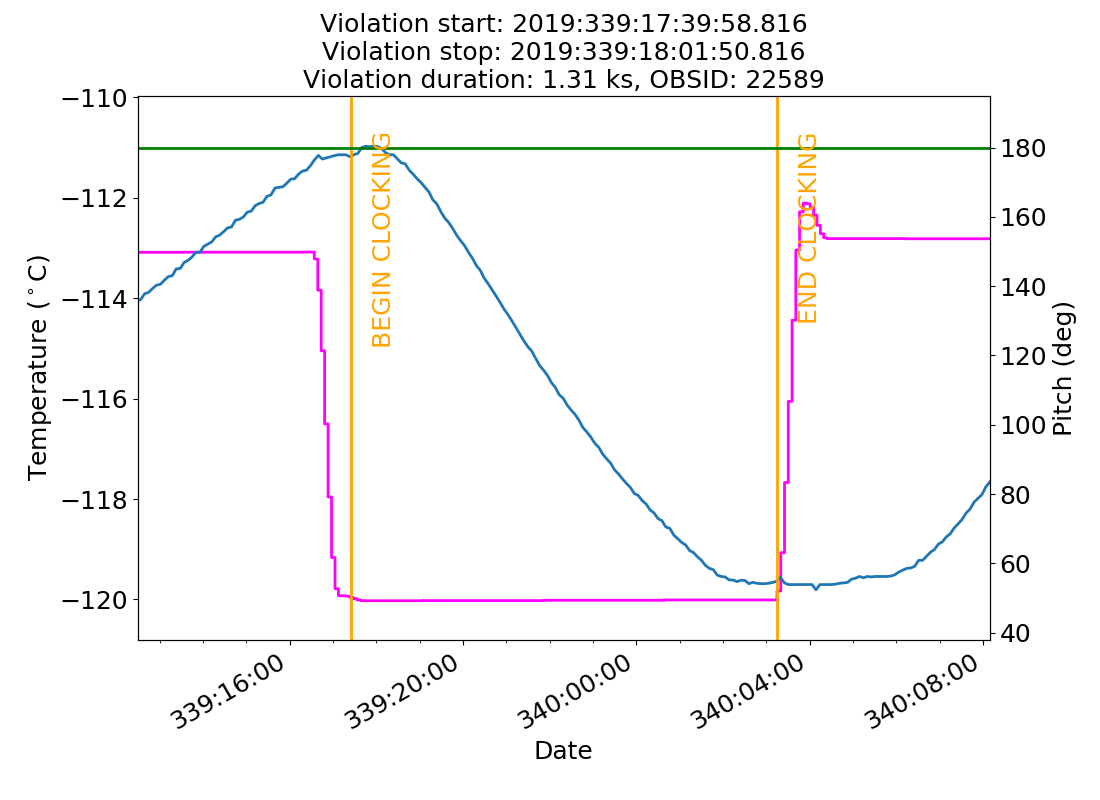 Violation start: 2019:339:17:39:58.816
Violation stop: 2019:339:18:01:50.816
Violation duration: 1.31 ks, OBSID: 22589
−110
−112
−114
−116
−118
−120
Temperature (°C)
BEGIN CLOCKING
END CLOCKING
180
160
140
120
100
80
60
40
Pitch (deg)
339:16:00
339:20:00
340:00:00
340:04:00
340:08:00
Date